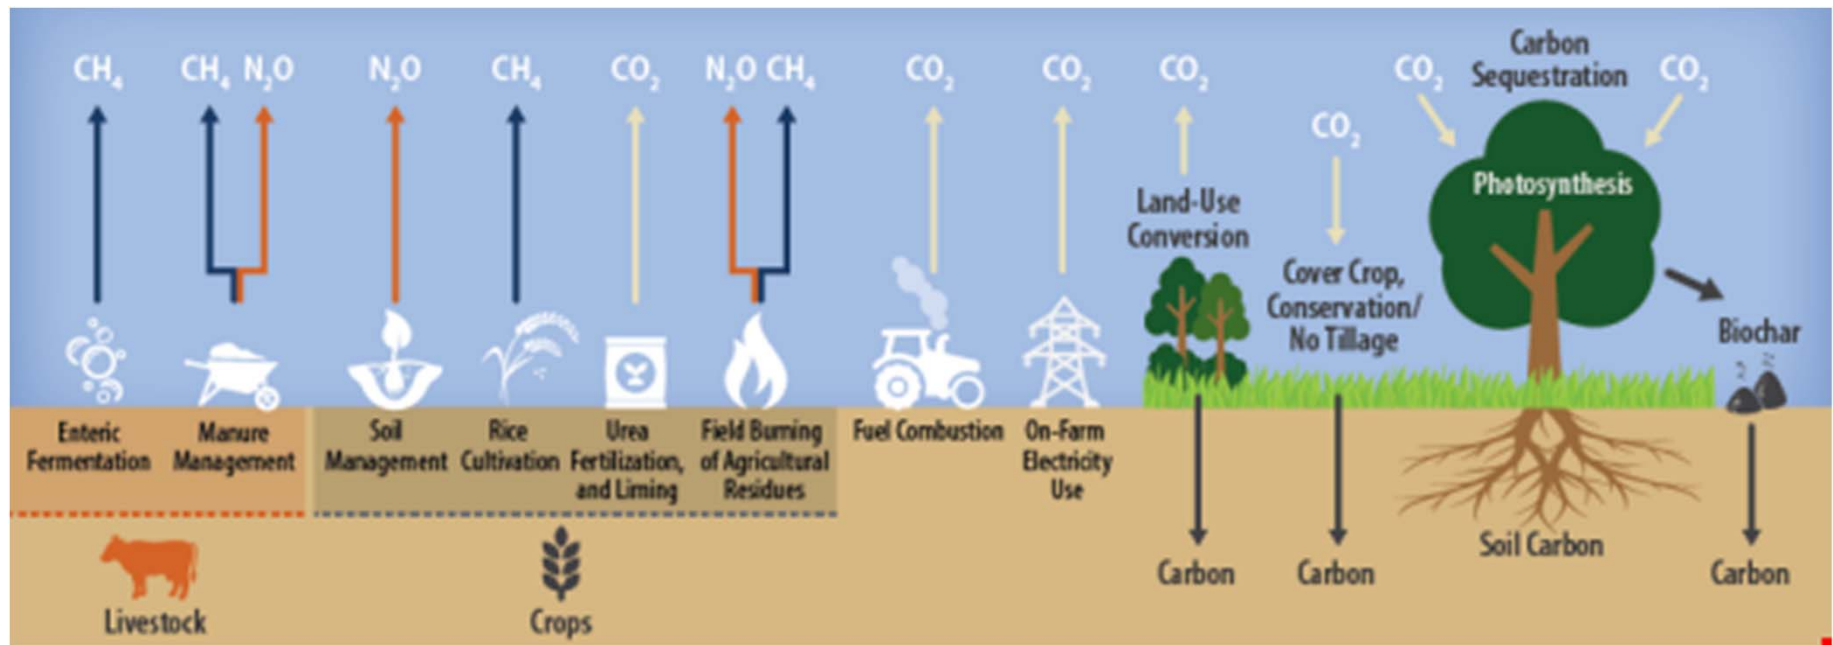 CH₄
CH₄ N₂O
N₂O
CH₄
CO₂
N₂O CH₄
CO₂
CO₂
CO₂
CO₂
CO₂
Carbon
Sequestration
CO₂
Photosynthesis
Land-Use
Conversion
Cover Crop,
Conservation/
No Tillage
Biochar
Enteric
Fermentation
Manure
Management
Soil
Management
Rice
Cultivation
Urea
Fertilization,
and Liming
Field Burning
of Agricultural
Residues
Fuel Combustion
On-Farm
Electricity
Use
Carbon
Carbon
Soil Carbon
Carbon
Livestock
Crops